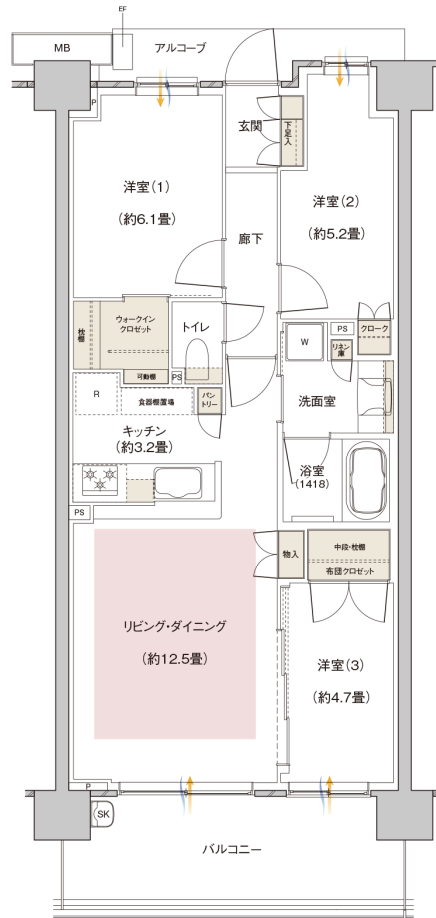 EF
MB
アルコーブ
P
玄関
下足入
洋室(1)
(約6.1畳)
洋室(2)
(約5.2畳)
廊下
枕棚
ウォークイン
クロゼット
トイレ
可動棚
PS
W
PS
クローク
リネン
庫
R
食器棚置場
パン
トリー
洗面室
キッチン
(約3.2畳)
浴室
(1418)
PS
物入
中段・枕棚
布団クロゼット
リビング・ダイニング
(約12.5畳)
洋室(3)
(約4.7畳)
P
SK
バルコニー